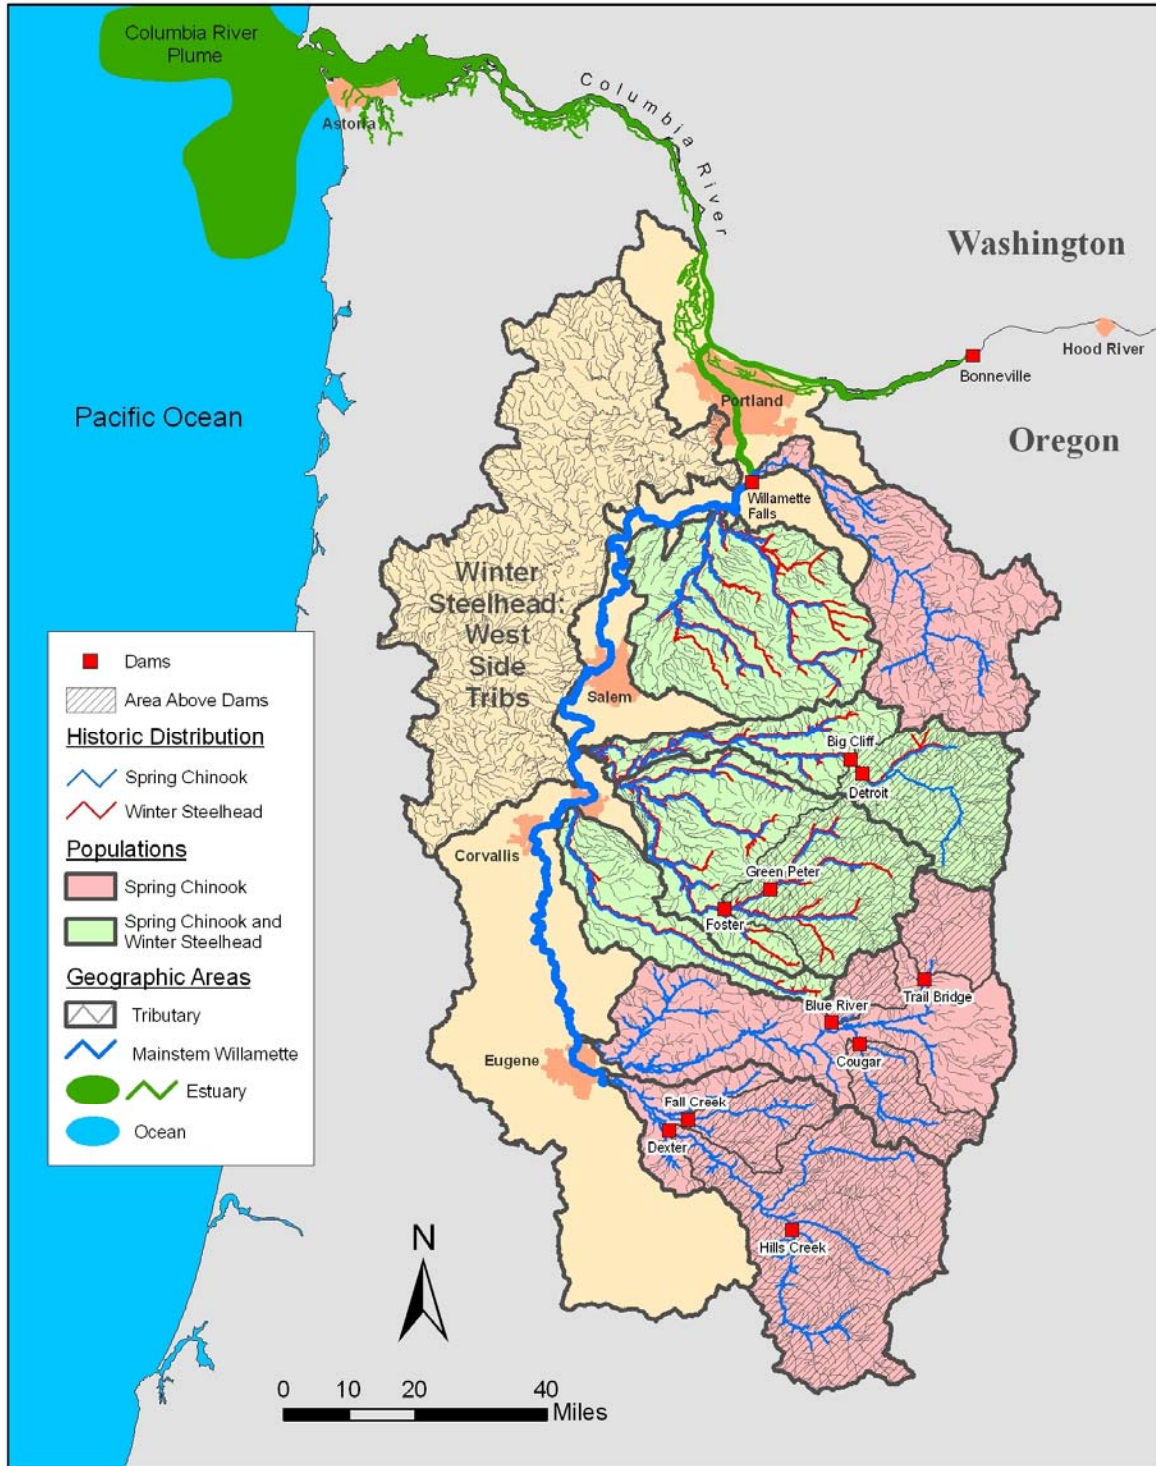 Columbia River
Plume
Astoria
Columbia River
Washington
Hood River
Bonneville
Portland
Oregon
Pacific Ocean
Willamette
Falls
Winter
Steelhead:
West
Side
Tribs
Salem
Big Cliff
Detroit
Corvallis
Green Peter
Foster
Trail Bridge
Blue River
Cougar
Eugene
Fall Creek
Dexter
Hills Creek
Dams
Area Above Dams
Historic Distribution
Spring Chinook
Winter Steelhead
Populations
Spring Chinook
Spring Chinook and
Winter Steelhead
Geographic Areas
Tributary
Mainstem Willamette
Estuary
Ocean
N
0 10 20 40
Miles